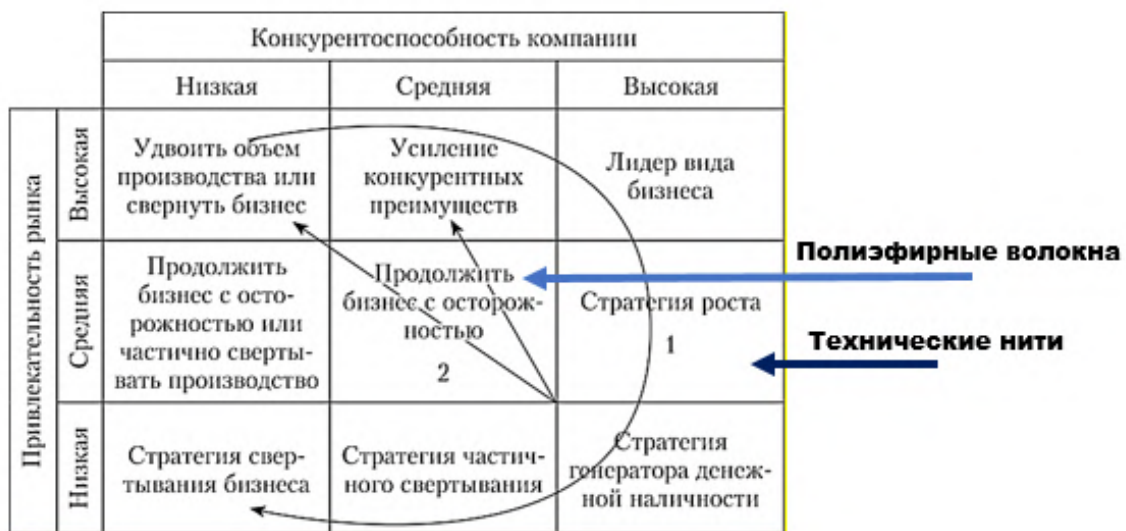 Конкурентоспособность компании
Низкая
Средняя
Высокая
Привлекательность рынка
Высокая
Удвоить объем
производства или
свернуть бизнес
Усиление
конкурентных
преимуществ
Лидер вида
бизнеса
Средняя
Продолжить
бизнес с осто-
рожностью или
частично сверты-
вать производство
Продолжить
бизнес с осторож-
ностью
2
Стратегия роста
1
Низкая
Стратегия свер-
тывания бизнеса
Стратегия частич-
ного свертывания
Стратегия
генератора денеж-
ной наличности
Полиэфирные волокна
Технические нити